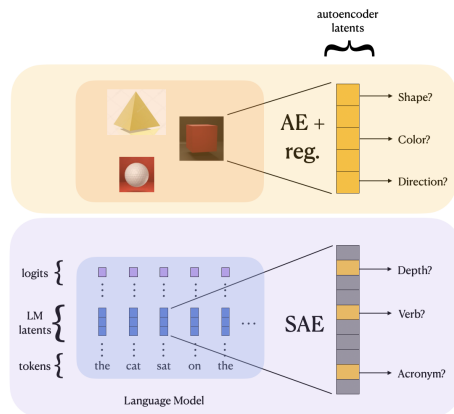 autoencoder
latents
AE +
reg.
Shape?
Color?
Direction?
logits
LM
latents
tokens
the cat sat on the
...
SAE
Depth?
Verb?
Acronym?
Language Model